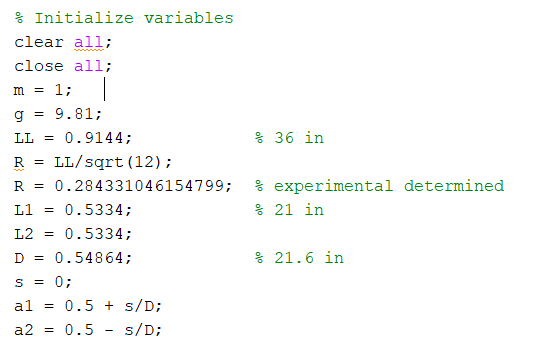 % Initialize variables
clear all;
close all;
m = 1;
g = 9.81;
LL = 0.9144; % 36 in
R = LL/sqrt(12);
R = 0.284331046154799; % experimental determined
L1 = 0.5334; % 21 in
L2 = 0.5334;
D = 0.54864; % 21.6 in
s = 0;
a1 = 0.5 + s/D;
a2 = 0.5 - s/D;